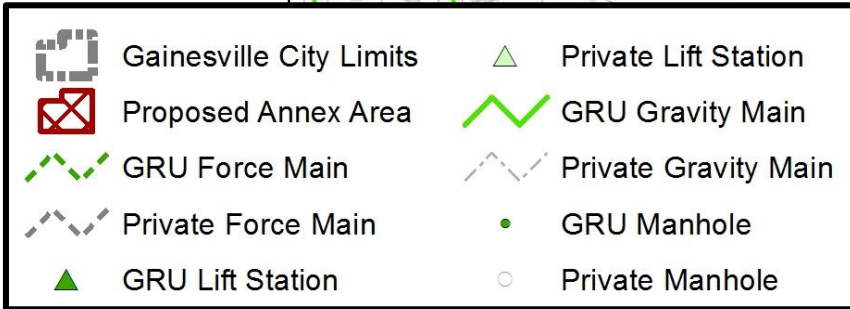 Gainesville City Limits
Proposed Annex Area
GRU Force Main
Private Force Main
GRU Lift Station
Private Lift Station
GRU Gravity Main
Private Gravity Main
GRU Manhole
Private Manhole